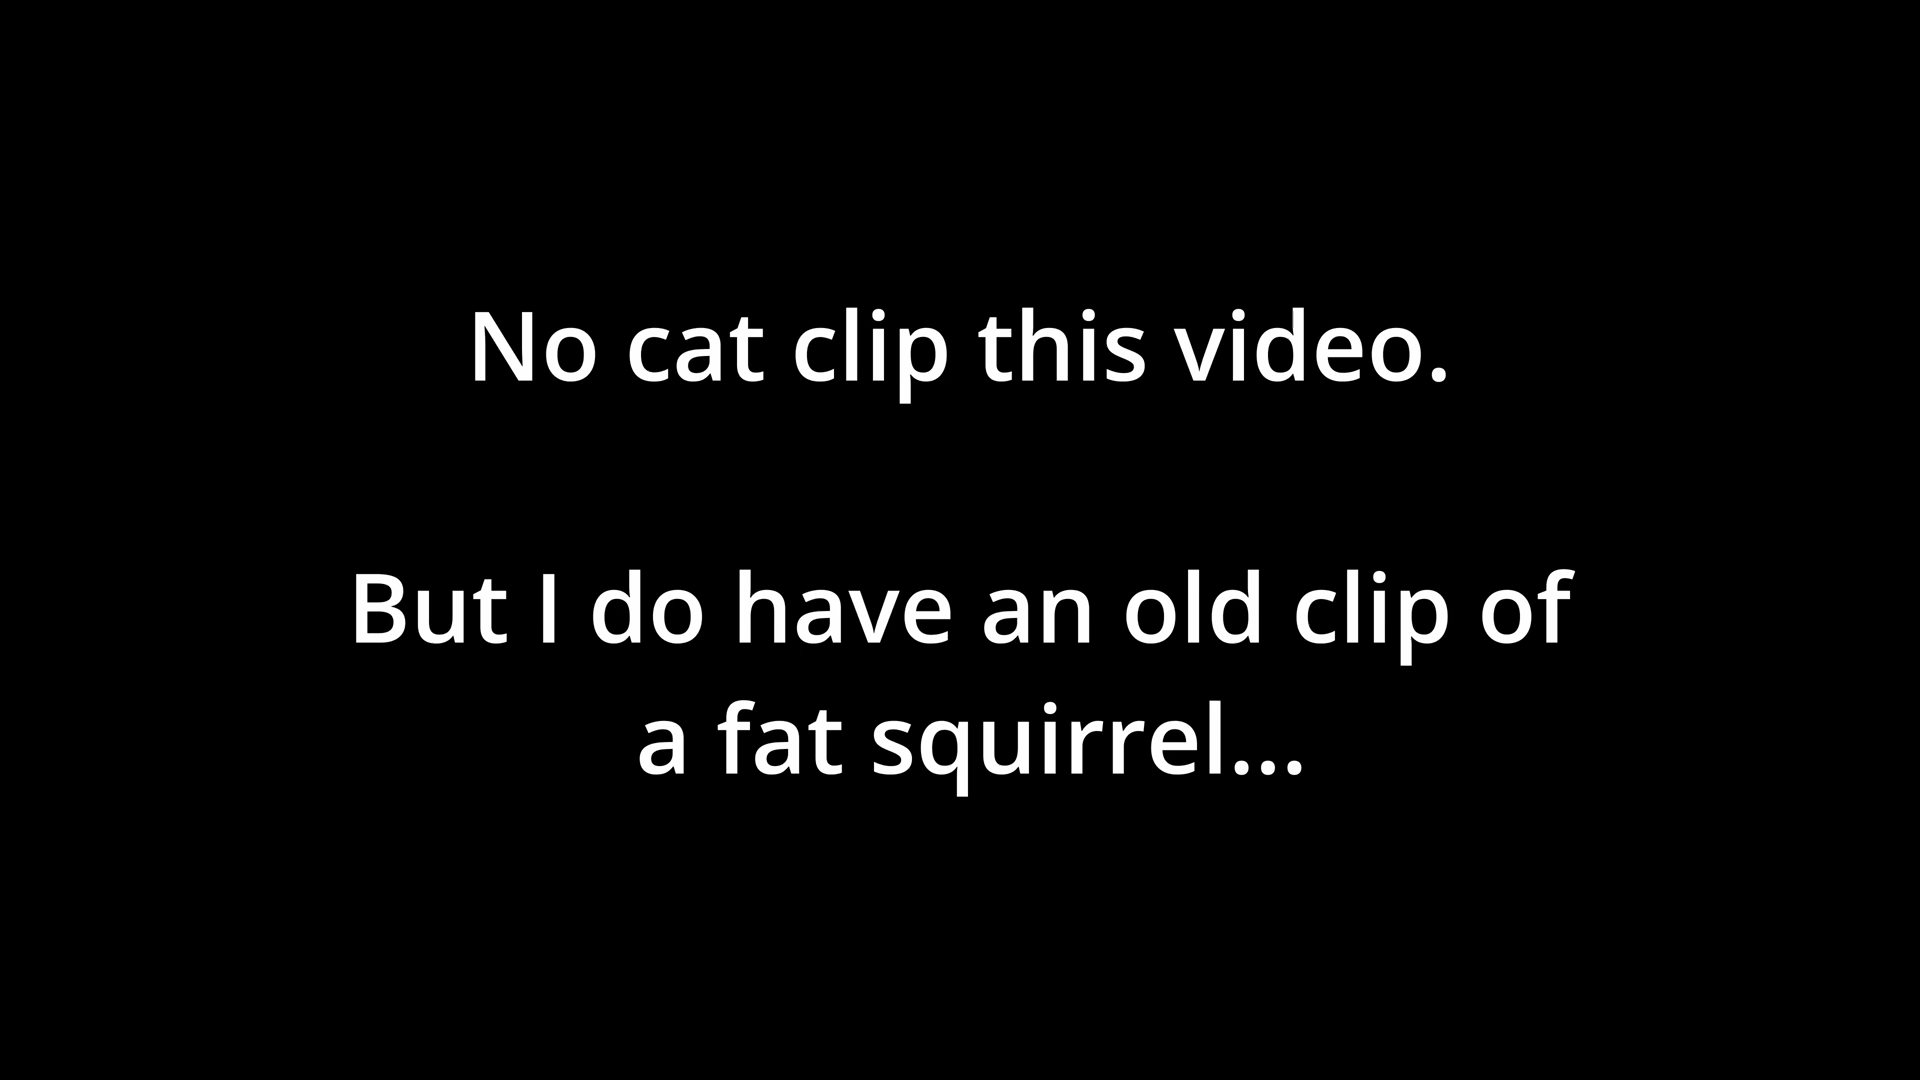 No cat clip this video.
But I do have an old clip of
a fat squirrel...